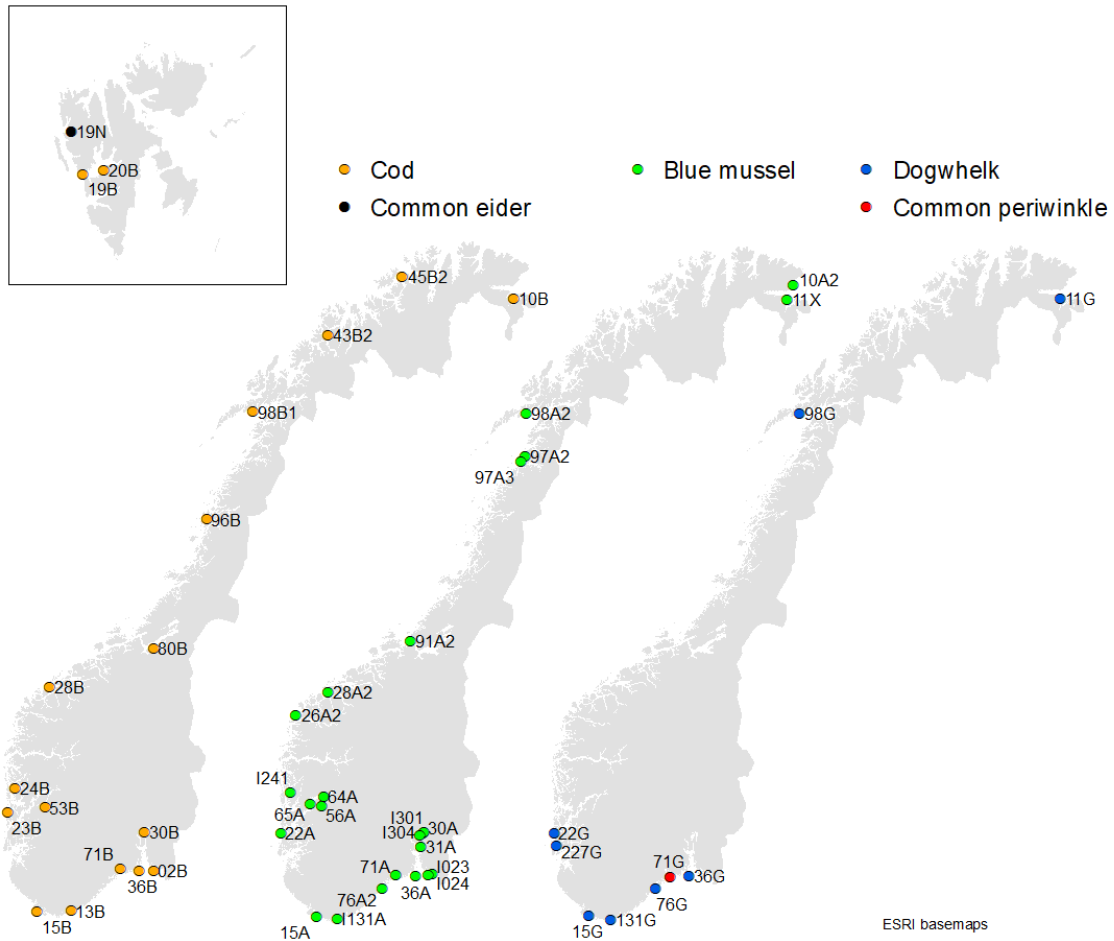 19N
20B
19B
Cod
Blue mussel
Dogwhelk
Common eider
Common periwinkle
45B2
10B
43B2
98B1
96B
80B
28B
24B
53B
23B
30B
71B
02B
36B
13B
15B
10A2
11X
98A2
97A2
97A3
91A2
28A2
26A2
I241
64A
65A
56A
22A
I301
30A
I304
31A
71A
I023
36A
I024
76A2
I131A
15A
11G
98G
22G
227G
71G
36G
76G
131G
15G
ESRI basemaps